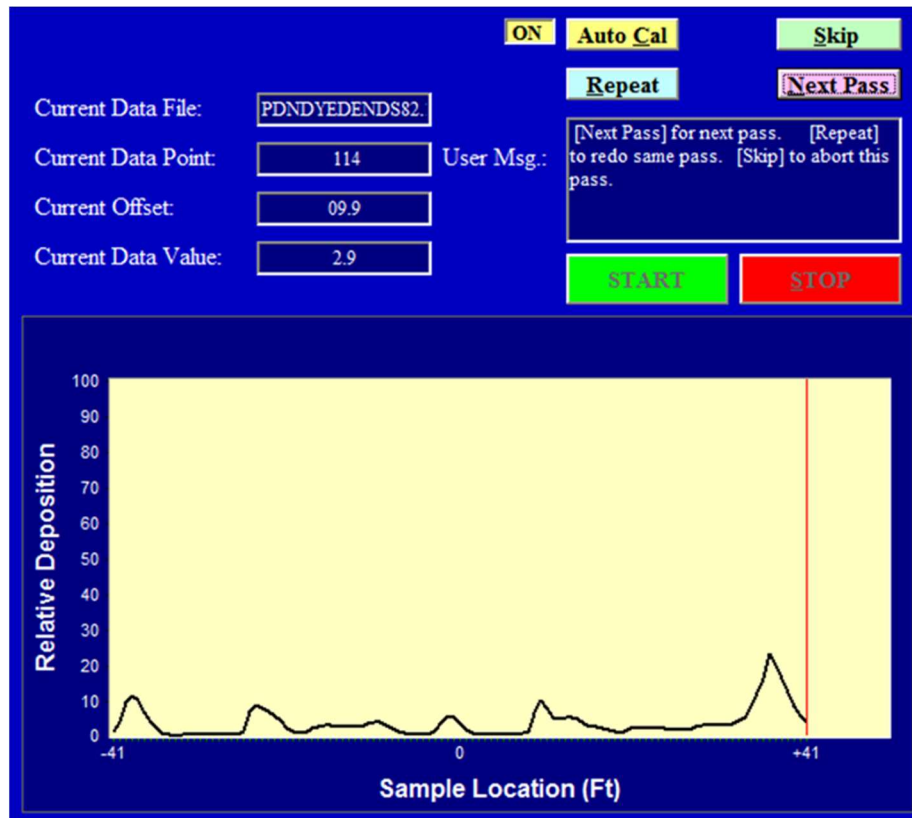 ON Auto Cal Skip
Repeat Next Pass
Current Data File: PDNDYEDENDS82.
Current Data Point: 114 User Msg.:
[Next Pass] for next pass. [Repeat]
to redo same pass. [Skip] to abort this
pass.
Current Offset: 09.9
Current Data Value: 2.9
START STOP
100
90
80
70
60
50
40
30
20
10
0
Relative Deposition
-41 0 +41
Sample Location (Ft)